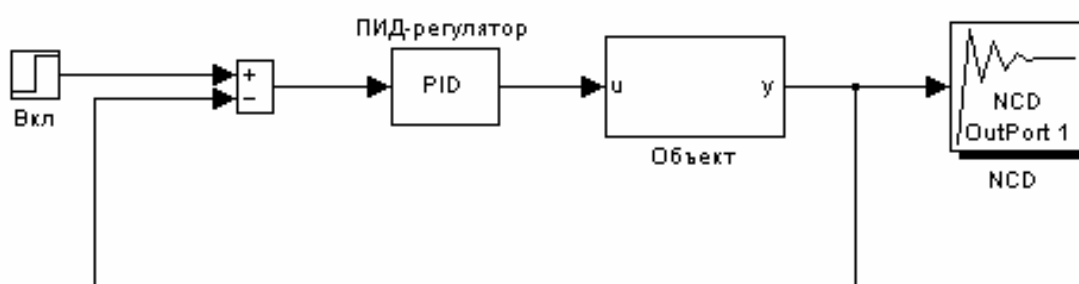 ПИД-регулятор
Вкл
+
−
PID
u
y
Объект
NCD
OutPort 1
NCD